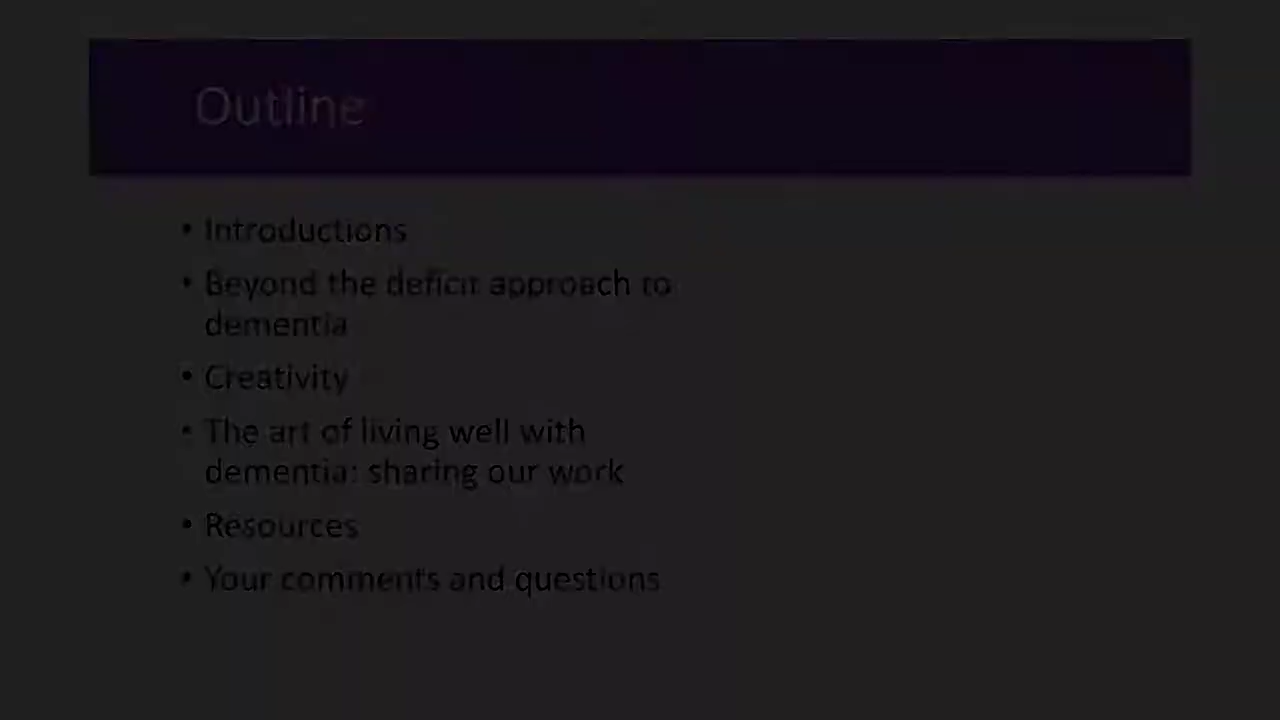 Outline
• Introductions
• Beyond the deficit approach to
dementia
• Creativity
• The art of living well with
dementia: sharing our work
• Resources
• Your comments and questions